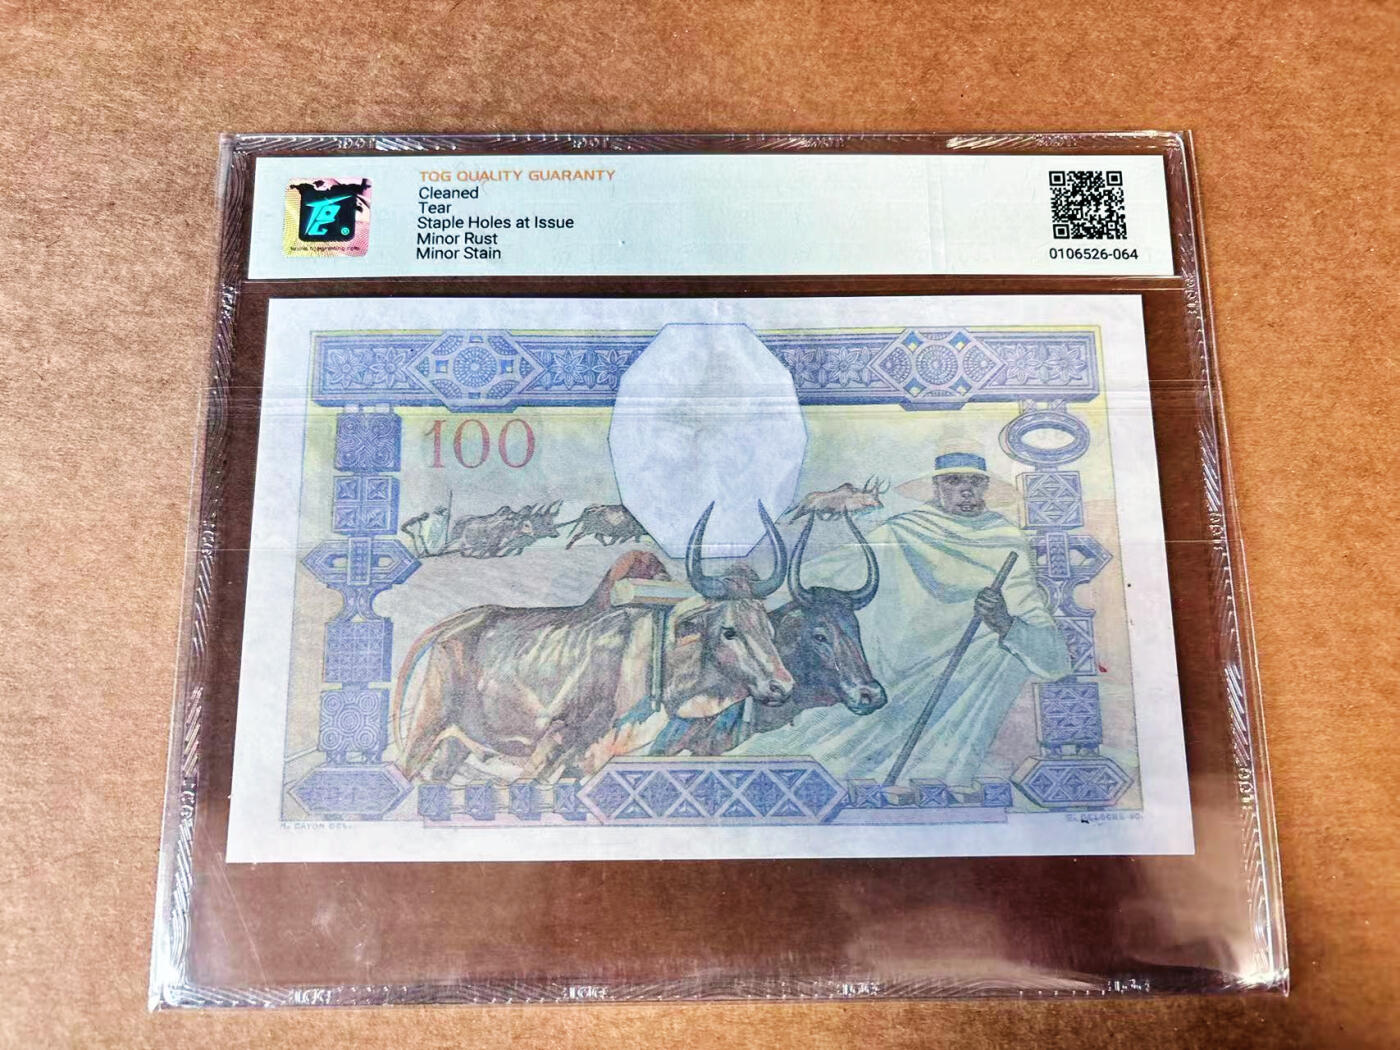 TQG QUALITY GUARANTY
Cleaned
Tear
Staple Holes at Issue
Minor Rust
Minor Stain
0106526-064
100